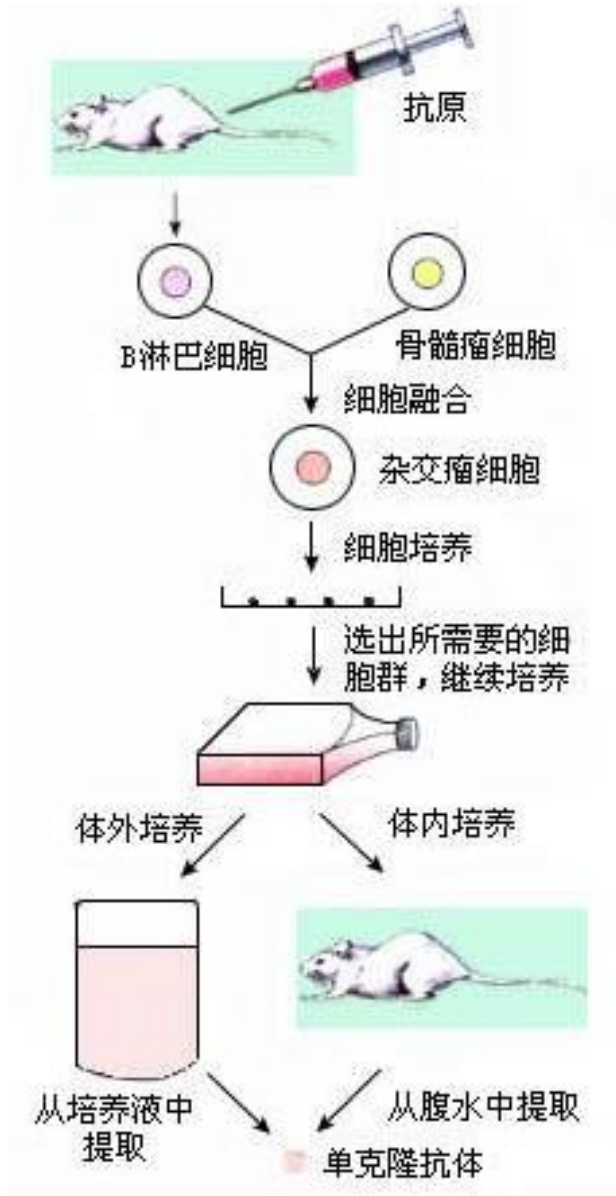 抗原
B淋巴细胞
骨髓瘤细胞
细胞融合
杂交瘤细胞
细胞培养
选出所需要的细
胞群，继续培养
体外培养
体内培养
从培养液中
提取
从腹水中提取
单克隆抗体